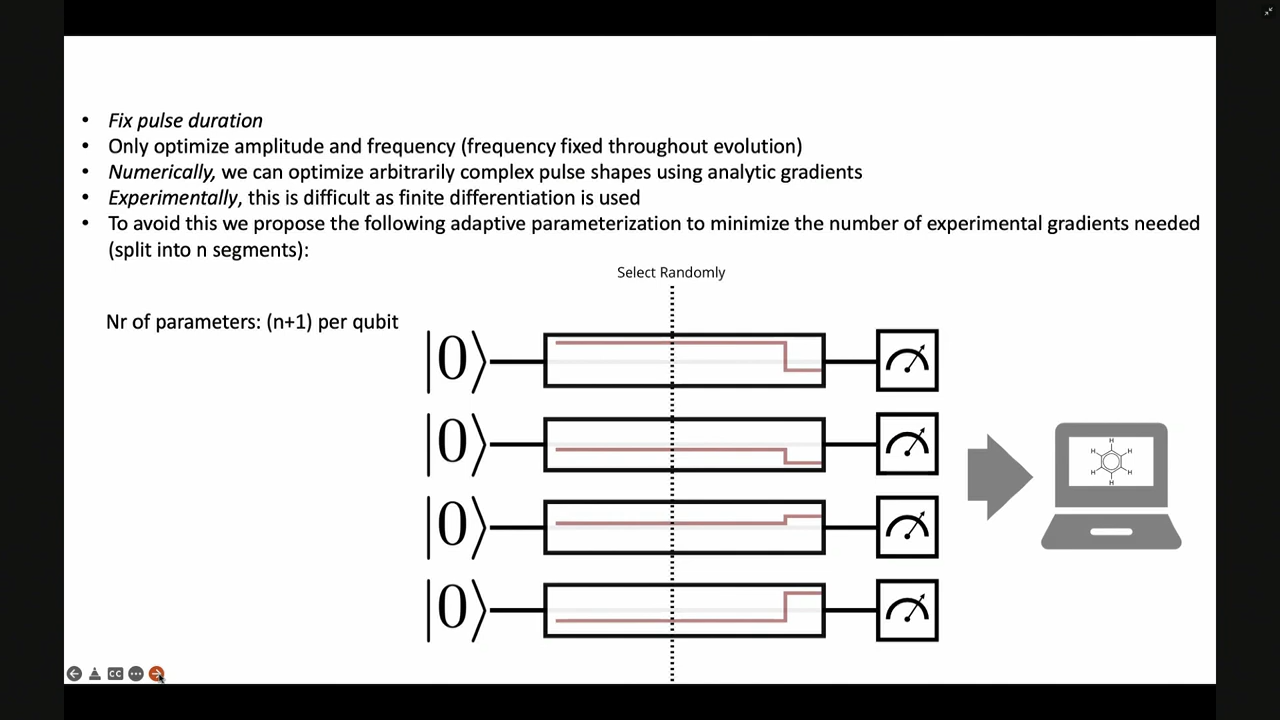 • Fix pulse duration
• Only optimize amplitude and frequency (frequency fixed throughout evolution)
• Numerically, we can optimize arbitrarily complex pulse shapes using analytic gradients
• Experimentally, this is difficult as finite differentiation is used
• To avoid this we propose the following adaptive parameterization to minimize the number of experimental gradients needed
(split into n segments):
Select Randomly
Nr of parameters: (n+1) per qubit
|0⟩
|0⟩
|0⟩
|0⟩
H
H H
H H
H
CC